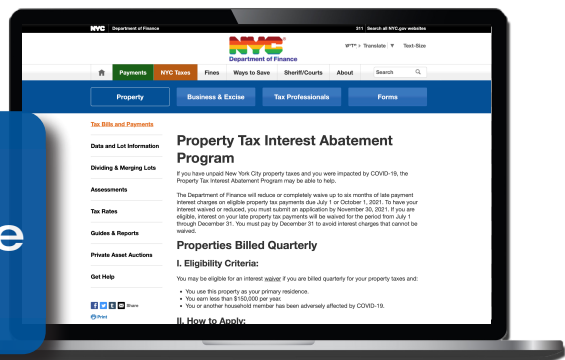 NYC Department of Finance
311 Search all NYC.gov websites
NYC
Department of Finance
Translate ▼ Text-Size
Payments NYC Taxes Fines Ways to Save Sheriff/Courts About Search
Property Business & Excise Tax Professionals Forms
Tax Bills and Payments
Data and Lot Information
Dividing & Merging Lots
Assessments
Tax Rates
Guides & Reports
Private Asset Auctions
Get Help
Share
Print
Property Tax Interest Abatement
Program
If you have unpaid New York City property taxes and you were impacted by COVID-19, the
Property Tax Interest Abatement Program may be able to help.
The Department of Finance will reduce or completely waive up to six months of late payment
interest charges on eligible property tax payments due July 1 or October 1, 2021. To have your
interest waived or reduced, you must submit an application by November 30, 2021. If you are
eligible, interest on your late property tax payments will be waived for the period from July 1
through December 31. You must pay by December 31 to avoid interest charges that cannot be
waived.
Properties Billed Quarterly
I. Eligibility Criteria:
You may be eligible for an interest waiver if you are billed quarterly for your property taxes and:
• You use this property as your primary residence.
• You earn less than $150,000 per year.
• You or another household member has been adversely affected by COVID-19.
II. How to Apply:
e